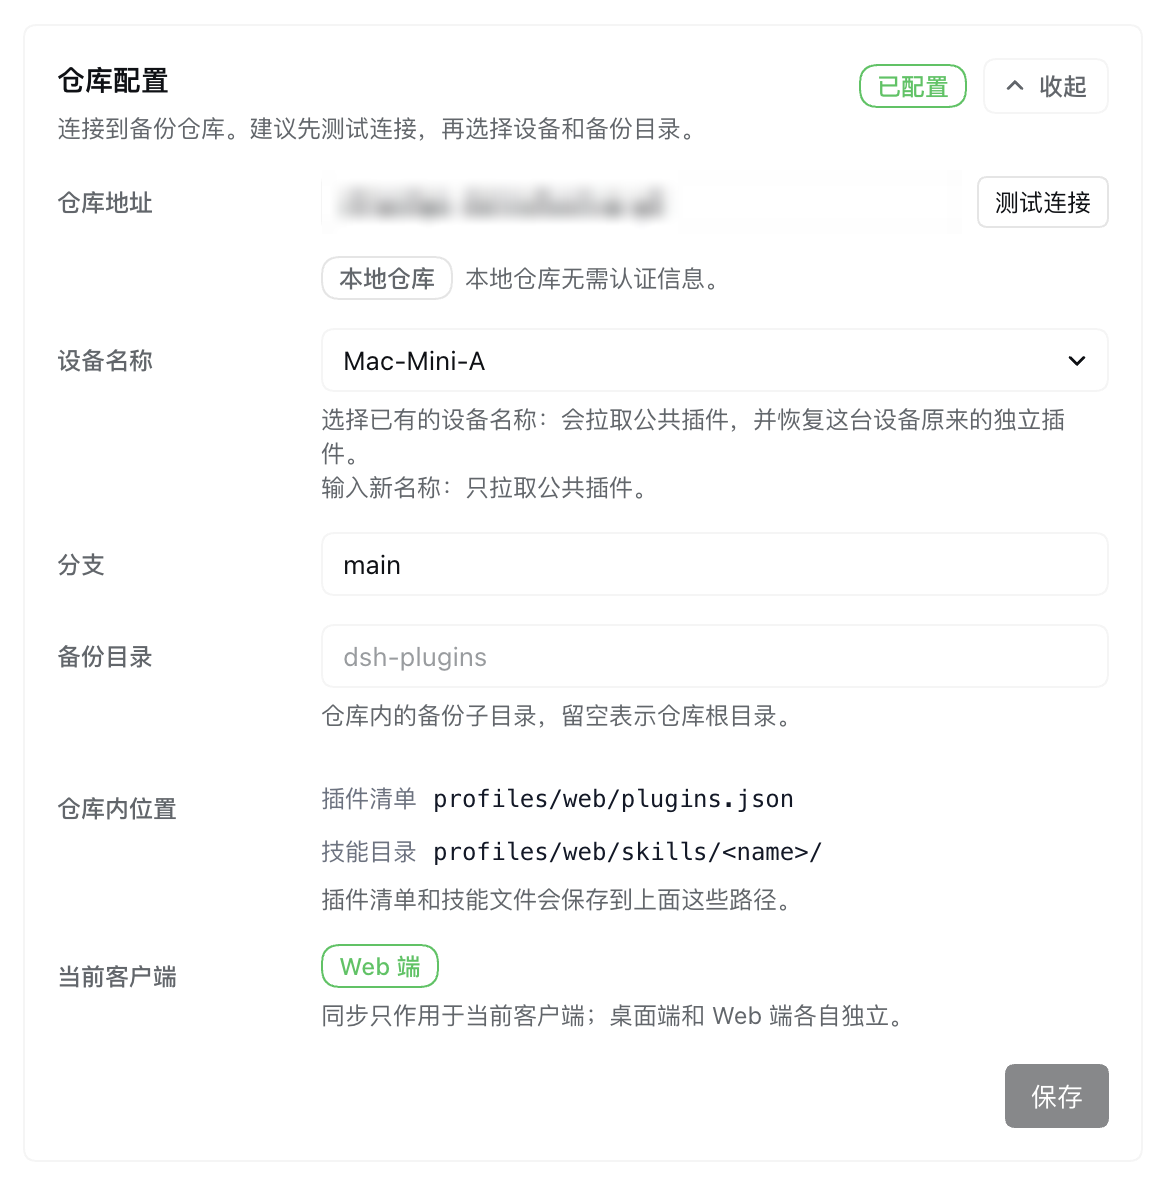 仓库配置
已配置
收起
连接到备份仓库。建议先测试连接，再选择设备和备份目录。
仓库地址
测试连接
本地仓库 本地仓库无需认证信息。
设备名称
Mac-Mini-A
选择已有的设备名称：会拉取公共插件，并恢复这台设备原来的独立插
件。
输入新名称：只拉取公共插件。
分支
main
备份目录
dsh-plugins
仓库内的备份子目录，留空表示仓库根目录。
仓库内位置
插件清单 profiles/web/plugins.json
技能目录 profiles/web/skills/<name>/
插件清单和技能文件会保存到上面这些路径。
当前客户端
Web 端
同步只作用于当前客户端；桌面端和 Web 端各自独立。
保存